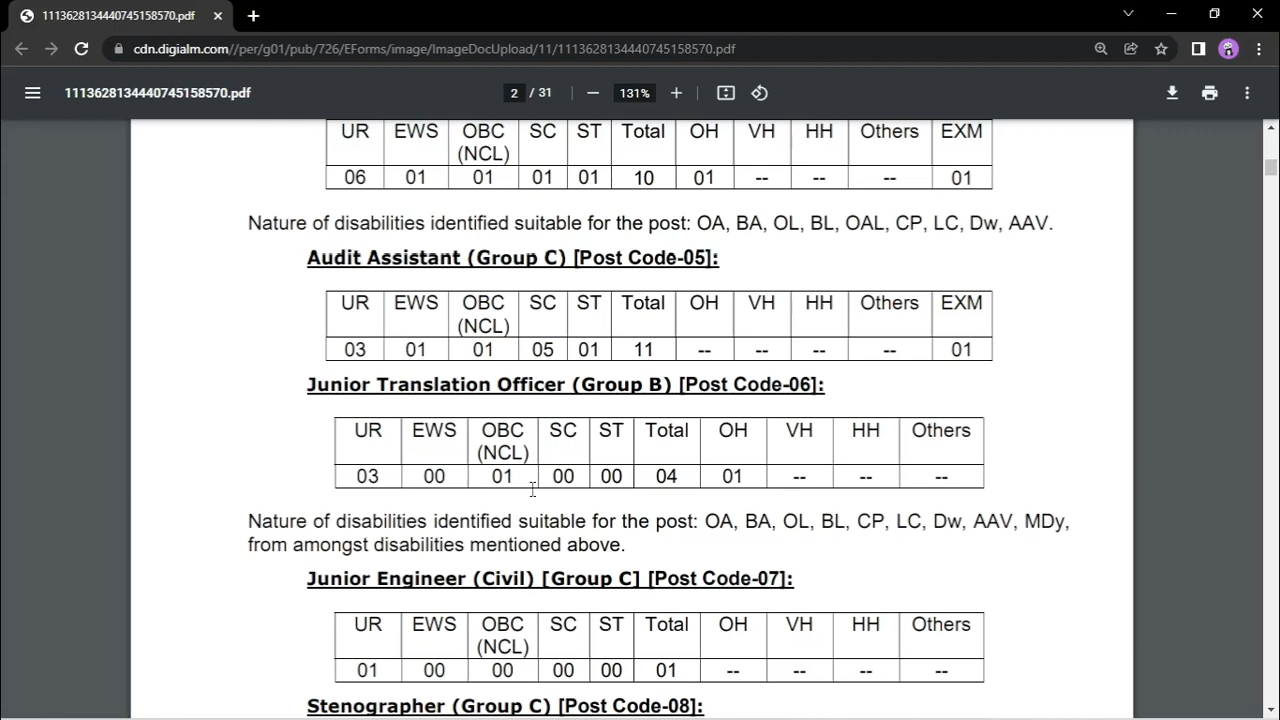 1113628134440745158570.pdf
cdn.digialm.com//per/g01/pub/726/EForms/image/ImageDocUpload/11/1113628134440745158570.pdf
1113628134440745158570.pdf 2 / 31 131%
UR EWS OBC (NCL) SC ST Total OH VH HH Others EXM
06 01 01 01 01 10 01 -- -- -- 01
Nature of disabilities identified suitable for the post: OA, BA, OL, BL, OAL, CP, LC, Dw, AAV.
Audit Assistant (Group C) [Post Code-05]:
UR EWS OBC (NCL) SC ST Total OH VH HH Others EXM
03 01 01 05 01 11 -- -- -- -- 01
Junior Translation Officer (Group B) [Post Code-06]:
UR EWS OBC (NCL) SC ST Total OH VH HH Others
03 00 01 00 00 04 01 -- -- --
Nature of disabilities identified suitable for the post: OA, BA, OL, BL, CP, LC, Dw, AAV, MDy,
from amongst disabilities mentioned above.
Junior Engineer (Civil) [Group C] [Post Code-07]:
UR EWS OBC (NCL) SC ST Total OH VH HH Others
01 00 00 00 00 01 -- -- -- --
Stenographer (Group C) [Post Code-08]: